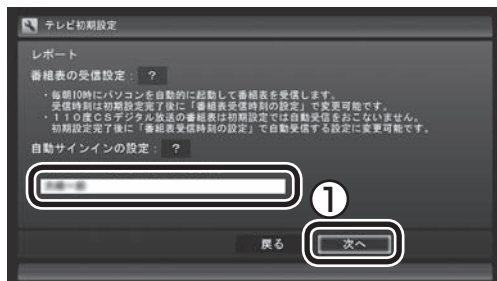 テレビ初期設定
レポート
番組表の受信設定： ？
・毎朝10時にパソコンを自動的に起動して番組表を受信します。
受信時刻は初期設定完了後に「番組表受信時刻の設定」で変更可能です。
・110度CSデジタル放送の番組表は初期設定では自動受信をおこないません。
初期設定完了後に「番組表受信時刻の設定」で自動受信する設定に変更可能です。
自動サインインの設定： ？
①
戻る 次へ